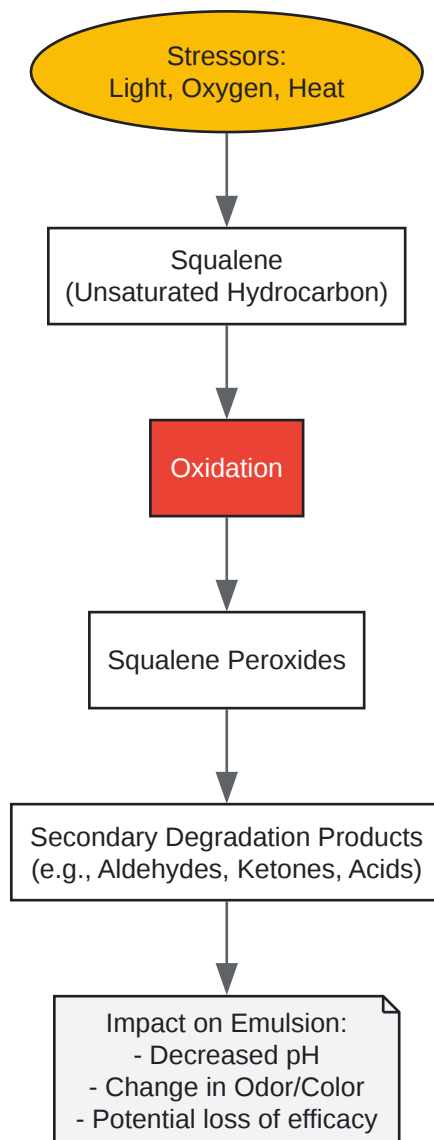 Stressors:
Light, Oxygen, Heat
Squalene
(Unsaturated Hydrocarbon)
Oxidation
Squalene Peroxides
Secondary Degradation Products
(e.g., Aldehydes, Ketones, Acids)
Impact on Emulsion:
- Decreased pH
- Change in Odor/Color
- Potential loss of efficacy